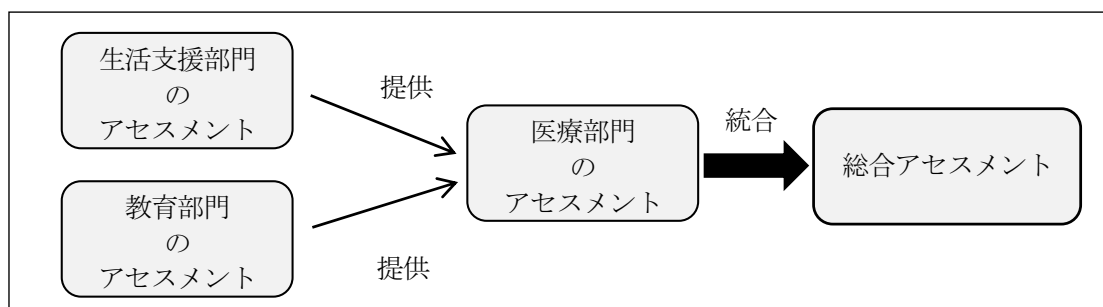 生活支援部門
の
アセスメント
提供
医療部門
の
アセスメント
統合
総合アセスメント
教育部門
の
アセスメント
提供